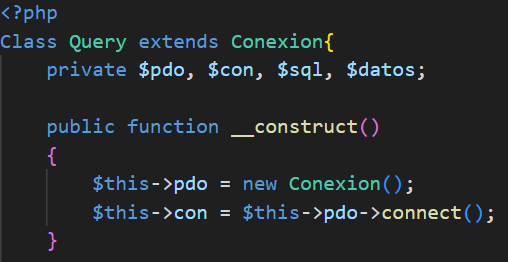 <?php
Class Query extends Conexion{
    private $pdo, $con, $sql, $datos;

    public function __construct()
    {
        $this->pdo = new Conexion();
        $this->con = $this->pdo->connect();
    }